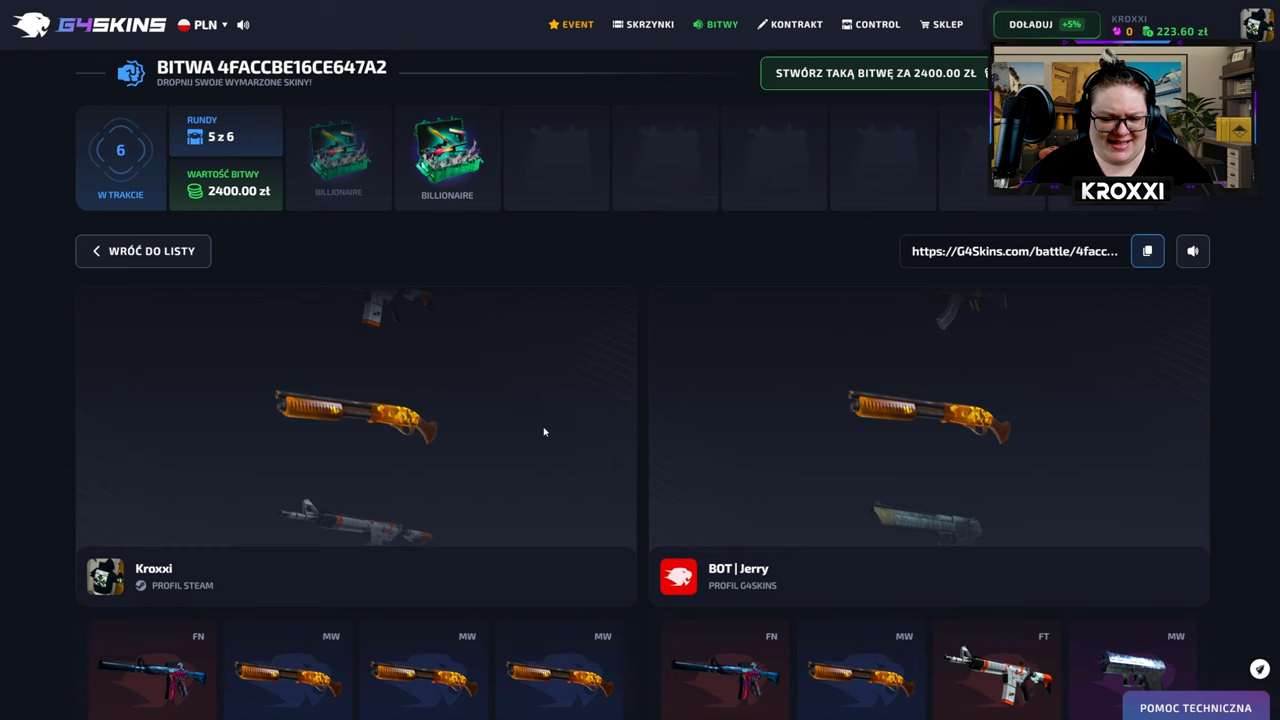 G4SKINS
PLN
EVENT
SKRZYNKI
BITWY
KONTRAKT
CONTROL
SKLEP
DOŁADUJ +5%
KROXXI
0 223.60 zł
BITWA 4FACCBE16CE647A2
DROPNIJ SWOJE WYMARZONE SKINY!
STWÓRZ TAKĄ BITWĘ ZA 2400.00 ZŁ
6
W TRAKCIE
RUNDY
5 z 6
WARTOŚĆ BITWY
2400.00 zł
BILLIONAIRE
BILLIONAIRE
KROXXI
WRÓĆ DO LISTY
https://G4Skins.com/battle/4facc...
Kroxxi
PROFIL STEAM
BOT | Jerry
PROFIL G4SKINS
FN
MW
MW
MW
FN
MW
FT
MW
POMOC TECHNICZNA